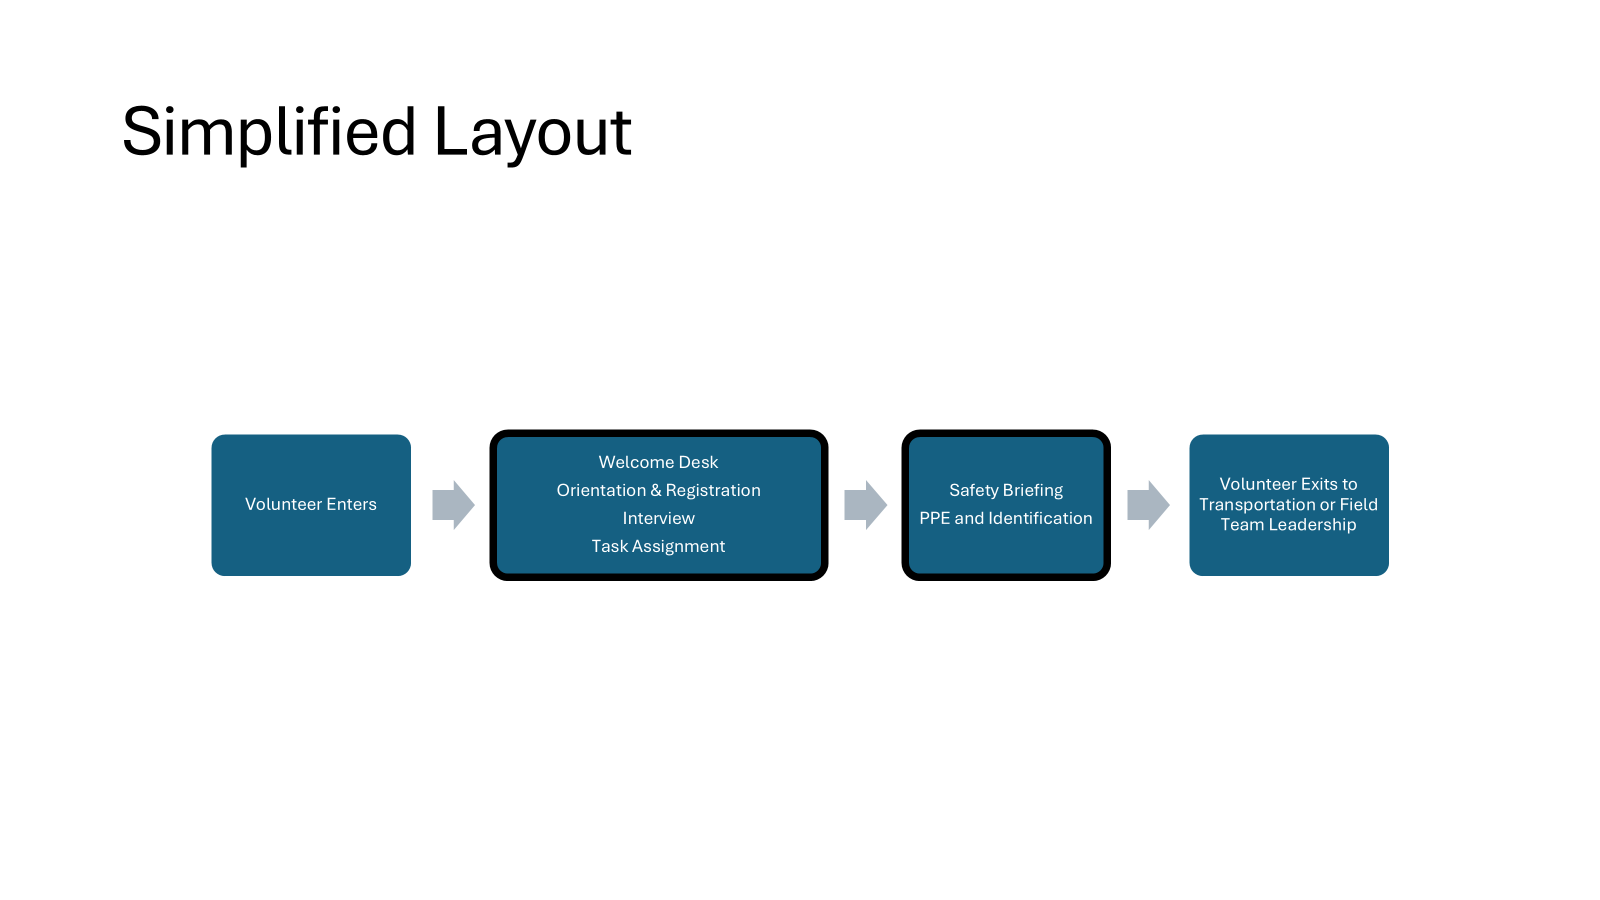 Simplified Layout
Volunteer Enters
Welcome Desk
Orientation & Registration
Interview
Task Assignment
Safety Briefing
PPE and Identification
Volunteer Exits to
Transportation or Field
Team Leadership